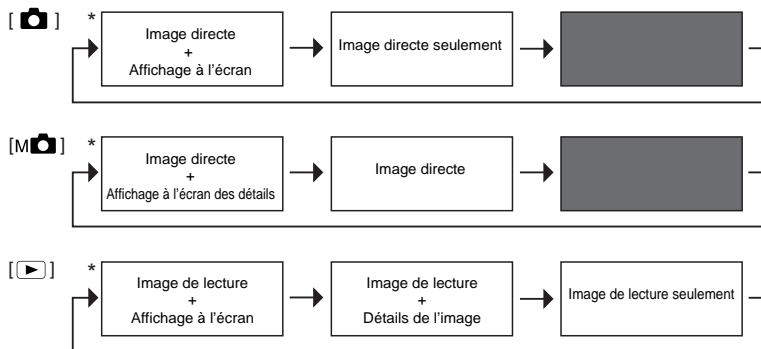 [ ] *
Image directe
+
Affichage à l'écran
Image directe seulement
[M ] *
Image directe
+
Affichage à l'écran des détails
Image directe
[ ] *
Image de lecture
+
Affichage à l'écran
Image de lecture
+
Détails de l'image
Image de lecture seulement